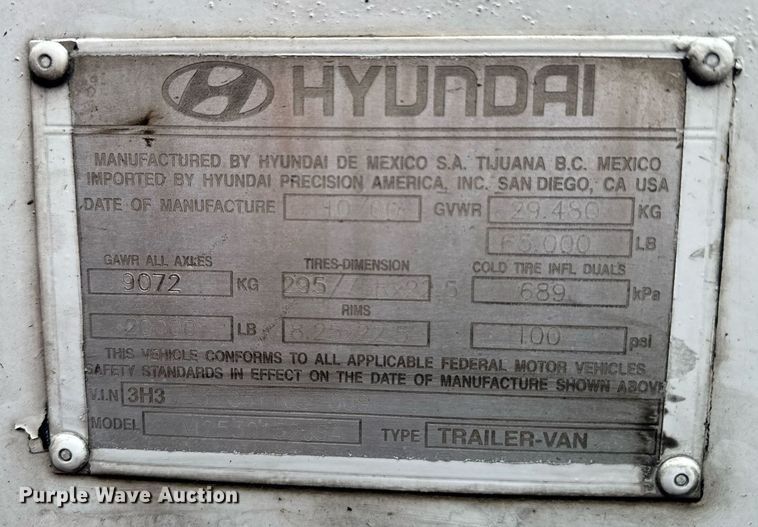 HYUNDAI
MANUFACTURED BY HYUNDAI DE MEXICO S.A. TIJUANA B.C. MEXICO
IMPORTED BY HYUNDAI PRECISION AMERICA, INC. SAN DIEGO, CA USA
DATE OF MANUFACTURE GVWR 29.480 KG
65.000 LB
GAWR ALL AXLES TIRES-DIMENSION COLD TIRE INFL DUALS
9072 KG 689 kPa
RIMS
20000 LB 8.25×22.5 100 psi
THIS VEHICLE CONFORMS TO ALL APPLICABLE FEDERAL MOTOR VEHICLES
SAFETY STANDARDS IN EFFECT ON THE DATE OF MANUFACTURE SHOWN ABOVE
V.I.N 3H3
MODEL TYPE TRAILER-VAN
Purple Wave Auction